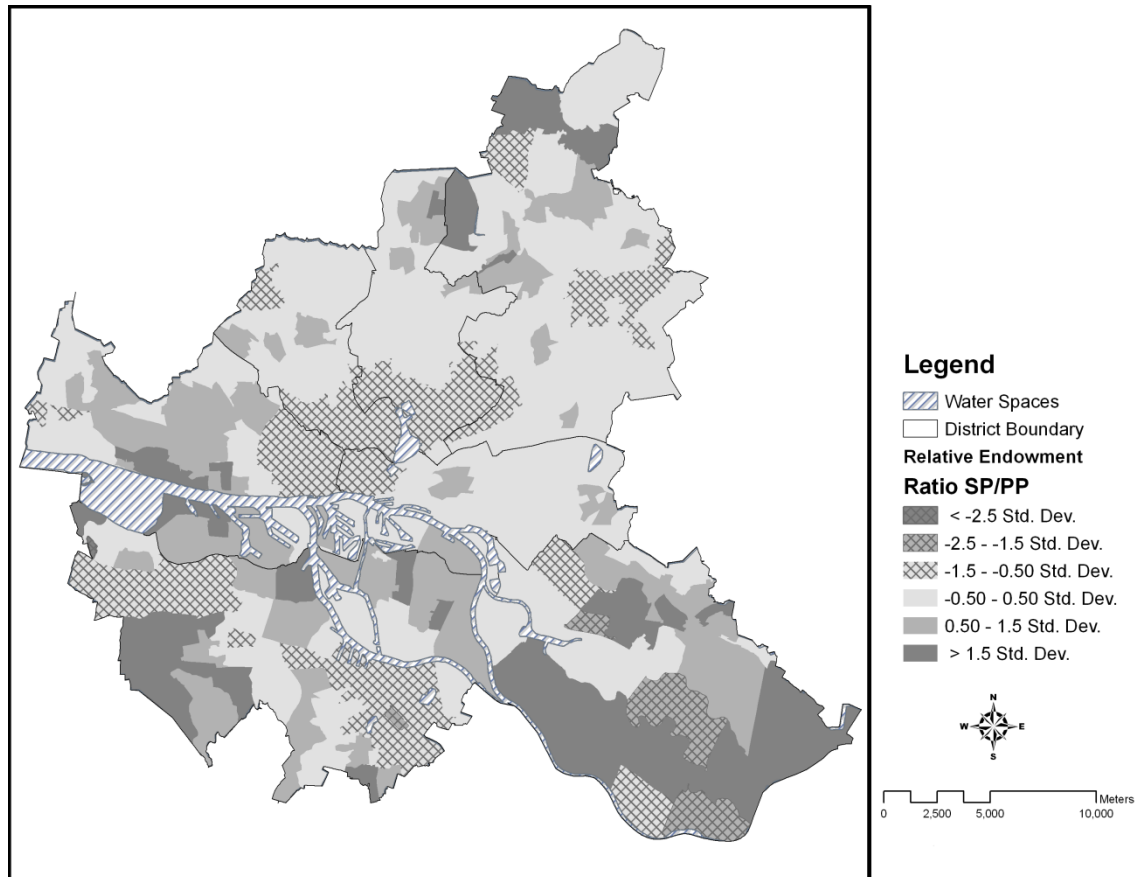 Legend
Water Spaces
District Boundary
Relative Endowment
Ratio SP/PP
< -2.5 Std. Dev.
-2.5 - -1.5 Std. Dev.
-1.5 - -0.50 Std. Dev.
-0.50 - 0.50 Std. Dev.
0.50 - 1.5 Std. Dev.
> 1.5 Std. Dev.
N
W E
S
Meters
0 2,500 5,000 10,000